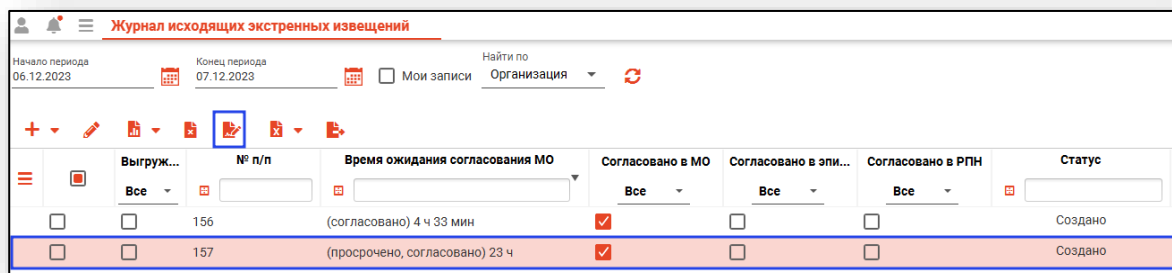 Журнал исходящих экстренных извещений
Начало периода Конец периода Найти по
06.12.2023 07.12.2023 Мои записи Организация
Выгруж... № п/п Время ожидания согласования МО Согласовано в МО Согласовано в эпи... Согласовано в РПН Статус
Все Все Все Все
156 (согласовано) 4 ч 33 мин Создано
157 (просрочено, согласовано) 23 ч Создано